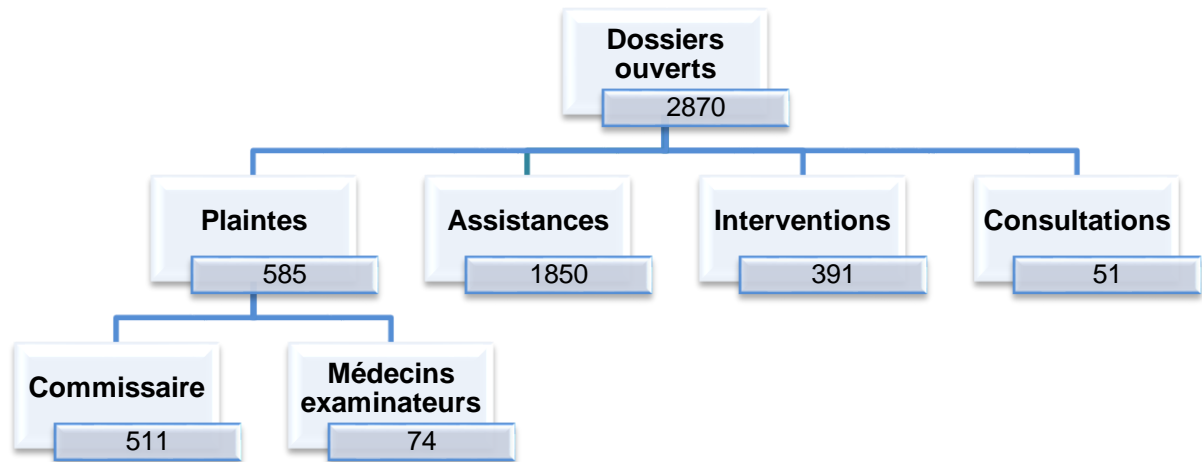 Dossiers
ouverts
2870
Plaintes
585
Assistances
1850
Interventions
391
Consultations
51
Commissaire
511
Médecins
examinateurs
74